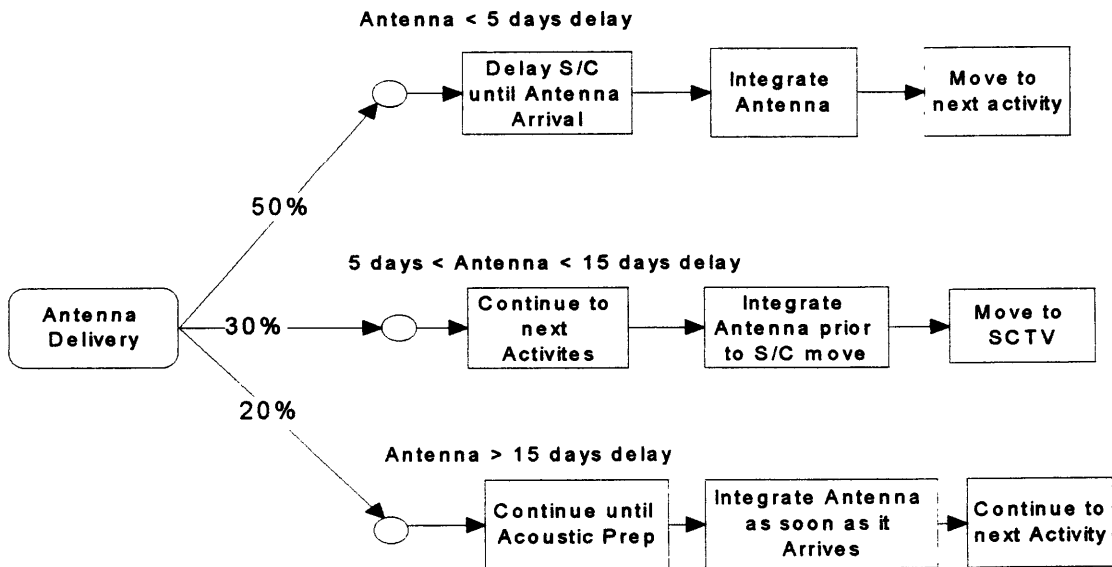 Antenna < 5 days delay
Delay S/C
until Antenna
Arrival
Integrate
Antenna
Move to
next activity
50%
5 days < Antenna < 15 days delay
Antenna
Delivery
30%
Continue to
next
Activites
Integrate
Antenna prior
to S/C move
Move to
SCTV
20%
Antenna > 15 days delay
Continue until
Acoustic Prep
Integrate Antenna
as soon as it
Arrives
Continue to
next Activity